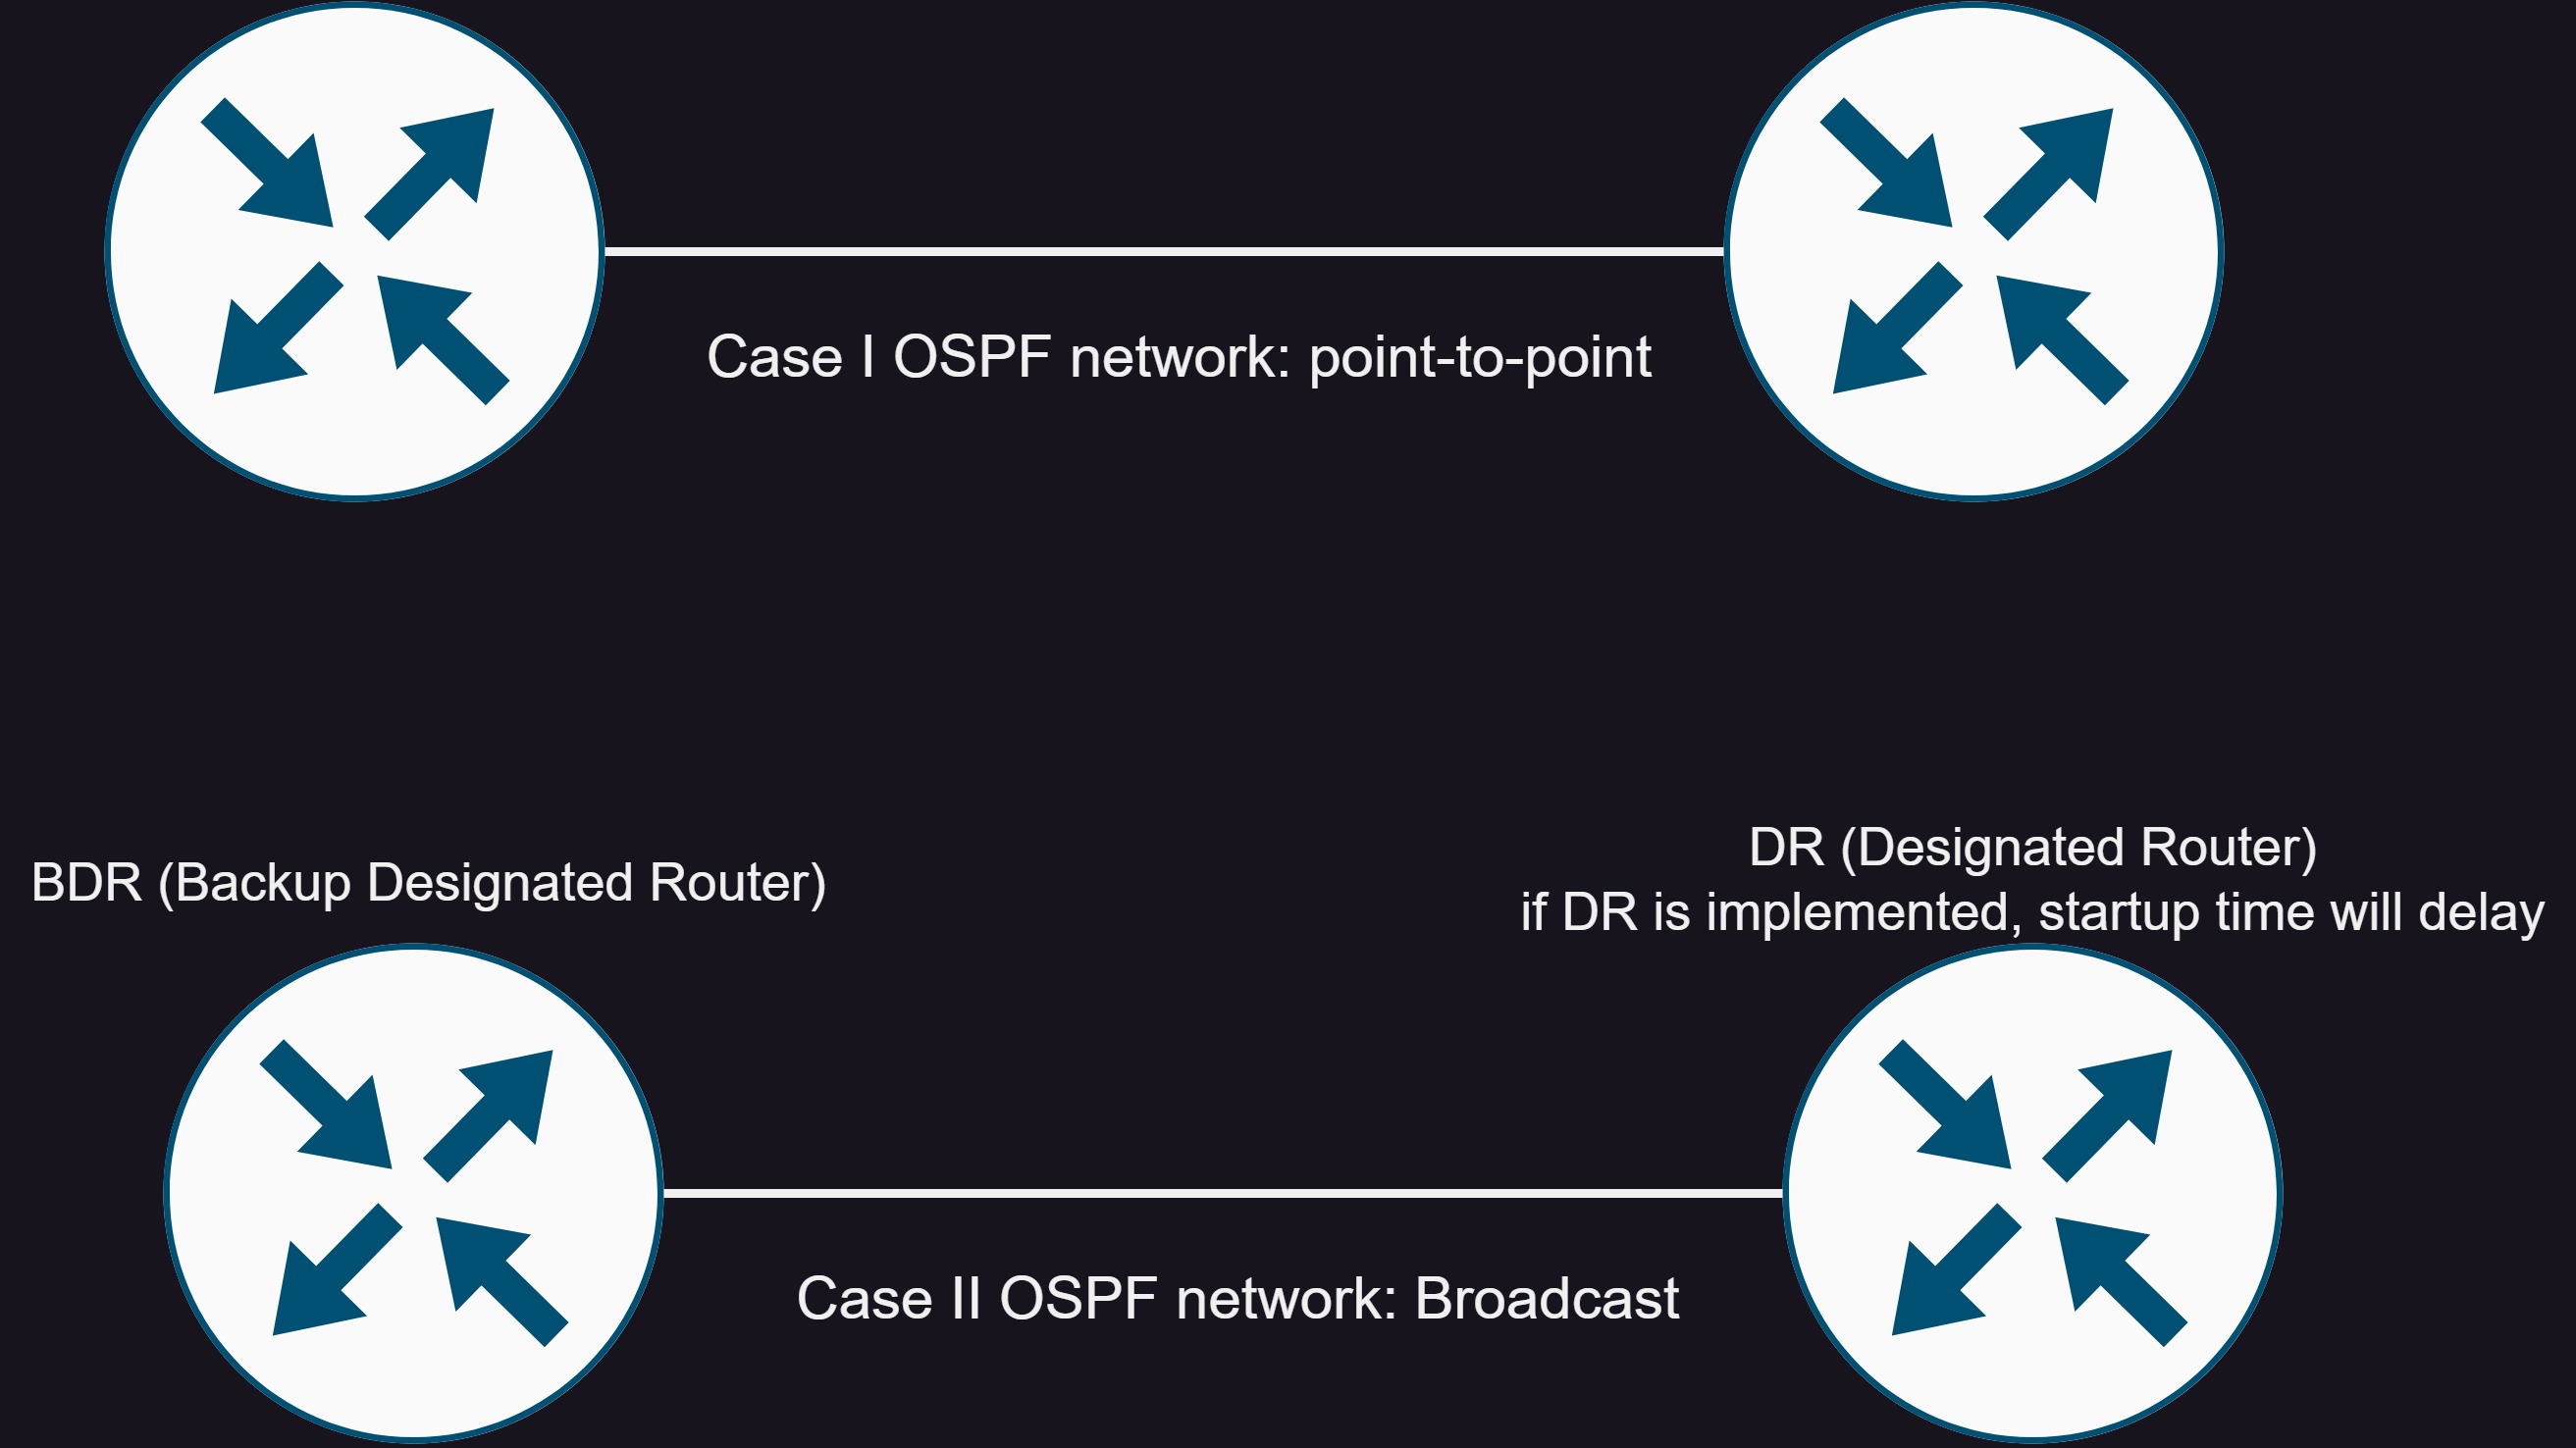 Case I OSPF network: point-to-point
BDR (Backup Designated Router)
DR (Designated Router)
if DR is implemented, startup time will delay
Case II OSPF network: Broadcast